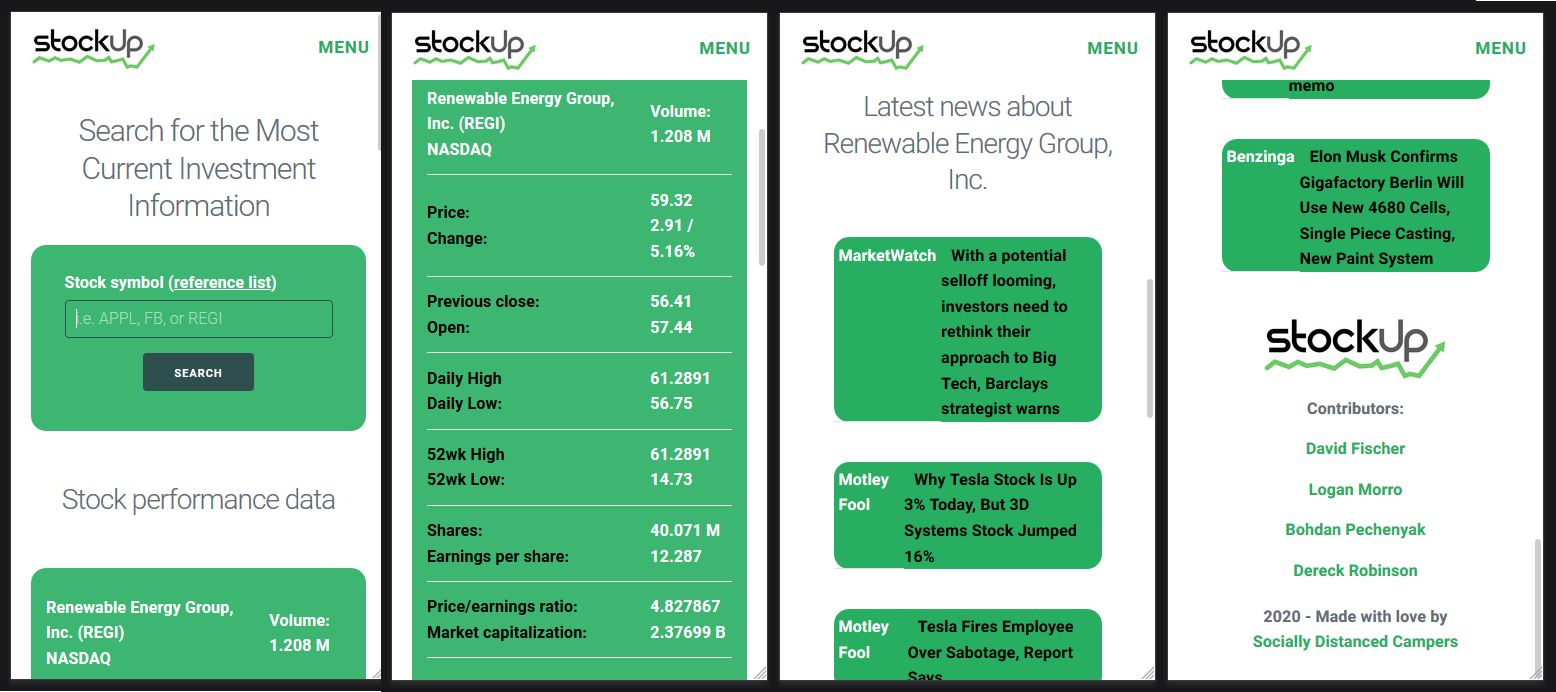 stockUp
MENU
Search for the Most
Current Investment
Information
Stock symbol (reference list)
i.e. APPL, FB, or REGI
SEARCH
Stock performance data
Renewable Energy Group,
Inc. (REGI)
NASDAQ
Volume:
1.208 M
stockUp
MENU
Renewable Energy Group,
Inc. (REGI)
NASDAQ
Volume:
1.208 M
Price:
Change:
59.32
2.91 /
5.16%
Previous close:
Open:
56.41
57.44
Daily High
Daily Low:
61.2891
56.75
52wk High
52wk Low:
61.2891
14.73
Shares:
Earnings per share:
40.071 M
12.287
Price/earnings ratio:
Market capitalization:
4.827867
2.37699 B
stockUp
MENU
Latest news about
Renewable Energy Group,
Inc.
MarketWatch
With a potential
selloff looming,
investors need to
rethink their
approach to Big
Tech, Barclays
strategist warns
Motley
Fool
Why Tesla Stock Is Up
3% Today, But 3D
Systems Stock Jumped
16%
Motley
Fool
Tesla Fires Employee
Over Sabotage, Report
Says
stockUp
MENU
memo
Benzinga
Elon Musk Confirms
Gigafactory Berlin Will
Use New 4680 Cells,
Single Piece Casting,
New Paint System
stockUp
Contributors:
David Fischer
Logan Morro
Bohdan Pechenyak
Dereck Robinson
2020 - Made with love by
Socially Distanced Campers